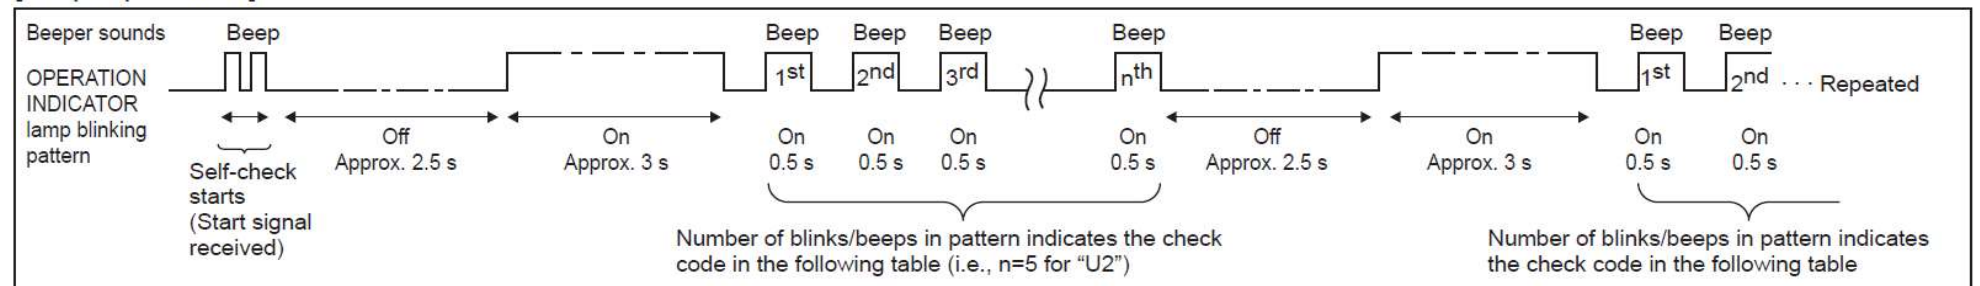 Beeper sounds
Beep
Beep
Beep
Beep
Beep
Beep
Beep
OPERATION
INDICATOR
lamp blinking
pattern
1st
2nd
3rd
nth
1st
2nd
· · · Repeated
Off
Approx. 2.5 s
On
Approx. 3 s
On
0.5 s
On
0.5 s
On
0.5 s
On
0.5 s
Off
Approx. 2.5 s
On
Approx. 3 s
On
0.5 s
On
0.5 s
Self-check
starts
(Start signal
received)
Number of blinks/beeps in pattern indicates the check
code in the following table (i.e., n=5 for “U2”)
Number of blinks/beeps in pattern indicates
the check code in the following table